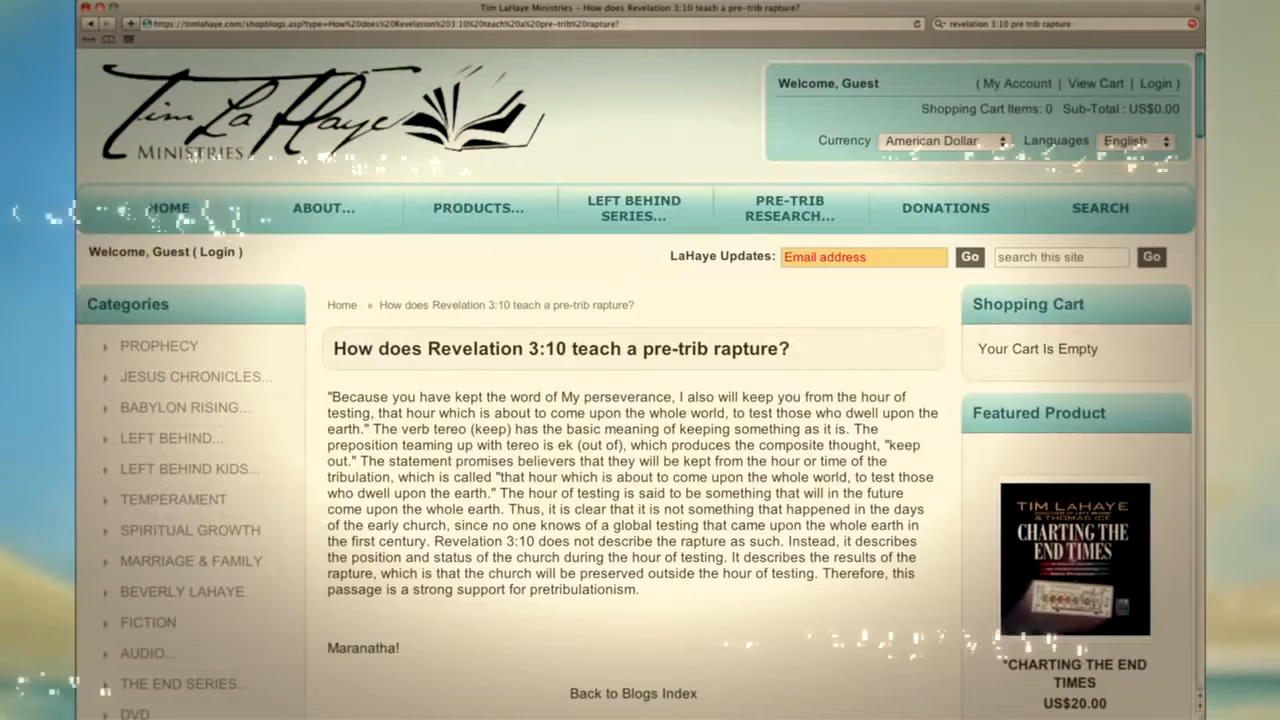 Tim LaHaye Ministries – How does Revelation 3:10 teach a pre-trib rapture?
https://timlahaye.com/shopblogs.asp?type=How%20does%20Revelation%203:10%20teach%20a%20pre-trib%20rapture?
revelation 3:10 pre trib rapture
Tim LaHaye
MINISTRIES
Welcome, Guest
( My Account | View Cart | Login )
Shopping Cart Items: 0 Sub-Total : US$0.00
Currency American Dollar Languages English
HOME ABOUT... PRODUCTS... LEFT BEHIND SERIES... PRE-TRIB RESEARCH... DONATIONS SEARCH
Welcome, Guest ( Login )
LaHaye Updates: Email address Go search this site Go
Categories
PROPHECY
JESUS CHRONICLES...
BABYLON RISING...
LEFT BEHIND...
LEFT BEHIND KIDS...
TEMPERAMENT
SPIRITUAL GROWTH
MARRIAGE & FAMILY
BEVERLY LAHAYE
FICTION
AUDIO...
THE END SERIES...
DVD
Home » How does Revelation 3:10 teach a pre-trib rapture?
How does Revelation 3:10 teach a pre-trib rapture?
"Because you have kept the word of My perseverance, I also will keep you from the hour of
testing, that hour which is about to come upon the whole world, to test those who dwell upon the
earth." The verb tereo (keep) has the basic meaning of keeping something as it is. The
preposition teaming up with tereo is ek (out of), which produces the composite thought, "keep
out." The statement promises believers that they will be kept from the hour or time of the
tribulation, which is called "that hour which is about to come upon the whole world, to test those
who dwell upon the earth." The hour of testing is said to be something that will in the future
come upon the whole earth. Thus, it is clear that it is not something that happened in the days
of the early church, since no one knows of a global testing that came upon the whole earth in
the first century. Revelation 3:10 does not describe the rapture as such. Instead, it describes
the position and status of the church during the hour of testing. It describes the results of the
rapture, which is that the church will be preserved outside the hour of testing. Therefore, this
passage is a strong support for pretribulationism.
Maranatha!
Back to Blogs Index
Shopping Cart
Your Cart Is Empty
Featured Product
TIM LAHAYE
& THOMAS ICE
CHARTING THE
END TIMES
*CHARTING THE END
TIMES
US$20.00